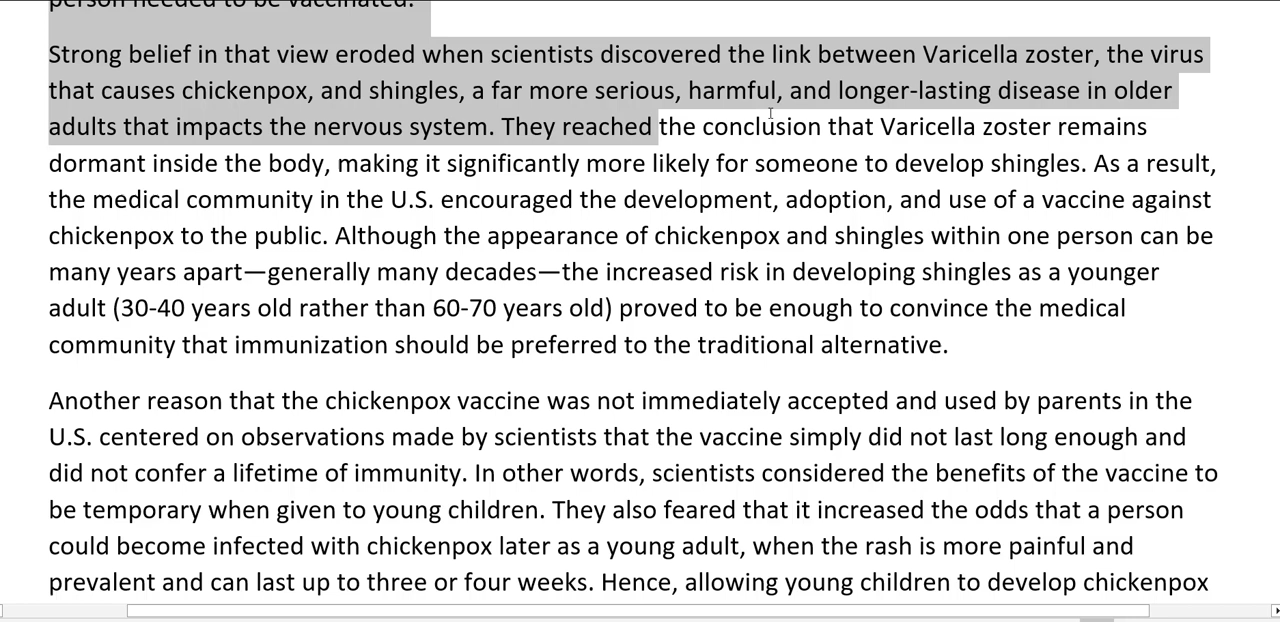 person needed to be vaccinated.
Strong belief in that view eroded when scientists discovered the link between Varicella zoster, the virus
that causes chickenpox, and shingles, a far more serious, harmful, and longer-lasting disease in older
adults that impacts the nervous system. They reached the conclusion that Varicella zoster remains
dormant inside the body, making it significantly more likely for someone to develop shingles. As a result,
the medical community in the U.S. encouraged the development, adoption, and use of a vaccine against
chickenpox to the public. Although the appearance of chickenpox and shingles within one person can be
many years apart—generally many decades—the increased risk in developing shingles as a younger
adult (30-40 years old rather than 60-70 years old) proved to be enough to convince the medical
community that immunization should be preferred to the traditional alternative.
Another reason that the chickenpox vaccine was not immediately accepted and used by parents in the
U.S. centered on observations made by scientists that the vaccine simply did not last long enough and
did not confer a lifetime of immunity. In other words, scientists considered the benefits of the vaccine to
be temporary when given to young children. They also feared that it increased the odds that a person
could become infected with chickenpox later as a young adult, when the rash is more painful and
prevalent and can last up to three or four weeks. Hence, allowing young children to develop chickenpox